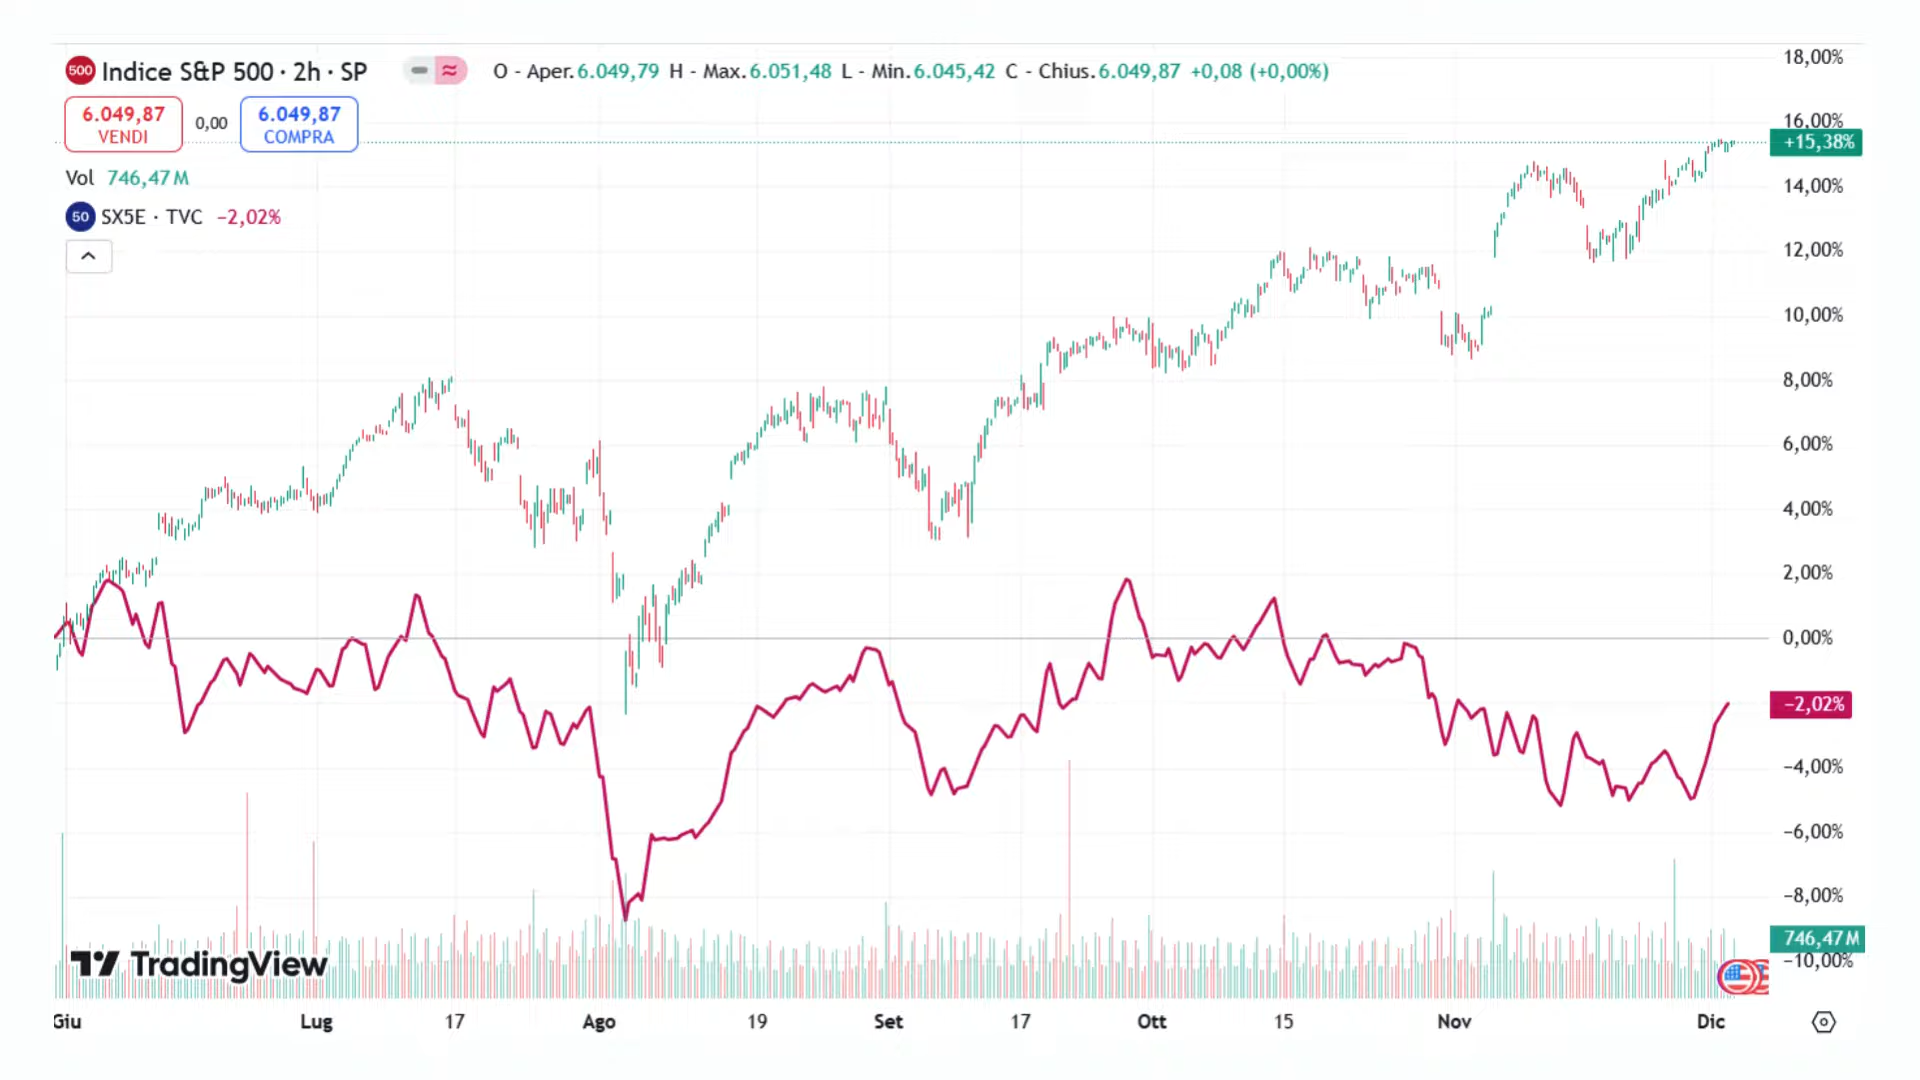 500 Indice S&P 500 · 2h · SP O - Aper.6.049,79 H - Max.6.051,48 L - Min.6.045,42 C - Chius.6.049,87 +0,08 (+0,00%)
6.049,87 0,00 6.049,87
VENDI COMPRA
Vol 746,47 M
50 SX5E · TVC −2,02%
18,00%
16,00%
+15,38%
14,00%
12,00%
10,00%
8,00%
6,00%
4,00%
2,00%
0,00%
−2,02%
−4,00%
−6,00%
−8,00%
746,47 M
−10,00%
TradingView
Giu Lug 17 Ago 19 Set 17 Ott 15 Nov Dic